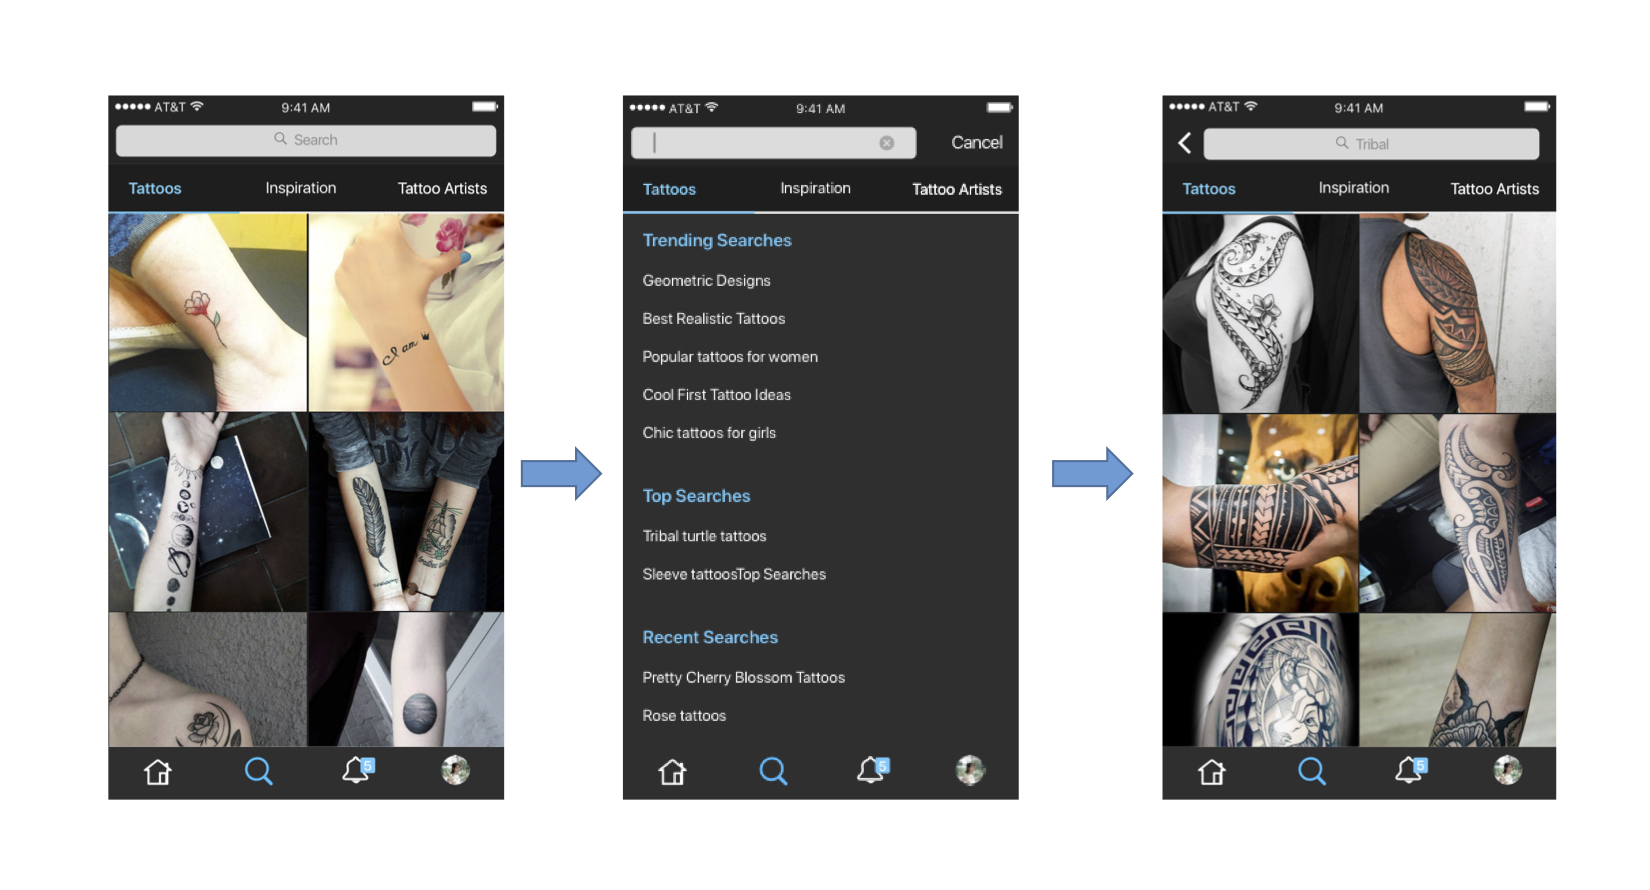 AT&T 9:41 AM
Search
Tattoos Inspiration Tattoo Artists
I am
5
AT&T 9:41 AM
Cancel
Tattoos Inspiration Tattoo Artists
Trending Searches
Geometric Designs
Best Realistic Tattoos
Popular tattoos for women
Cool First Tattoo Ideas
Chic tattoos for girls
Top Searches
Tribal turtle tattoos
Sleeve tattoosTop Searches
Recent Searches
Pretty Cherry Blossom Tattoos
Rose tattoos
5
AT&T 9:41 AM
Tribal
Tattoos Inspiration Tattoo Artists
5